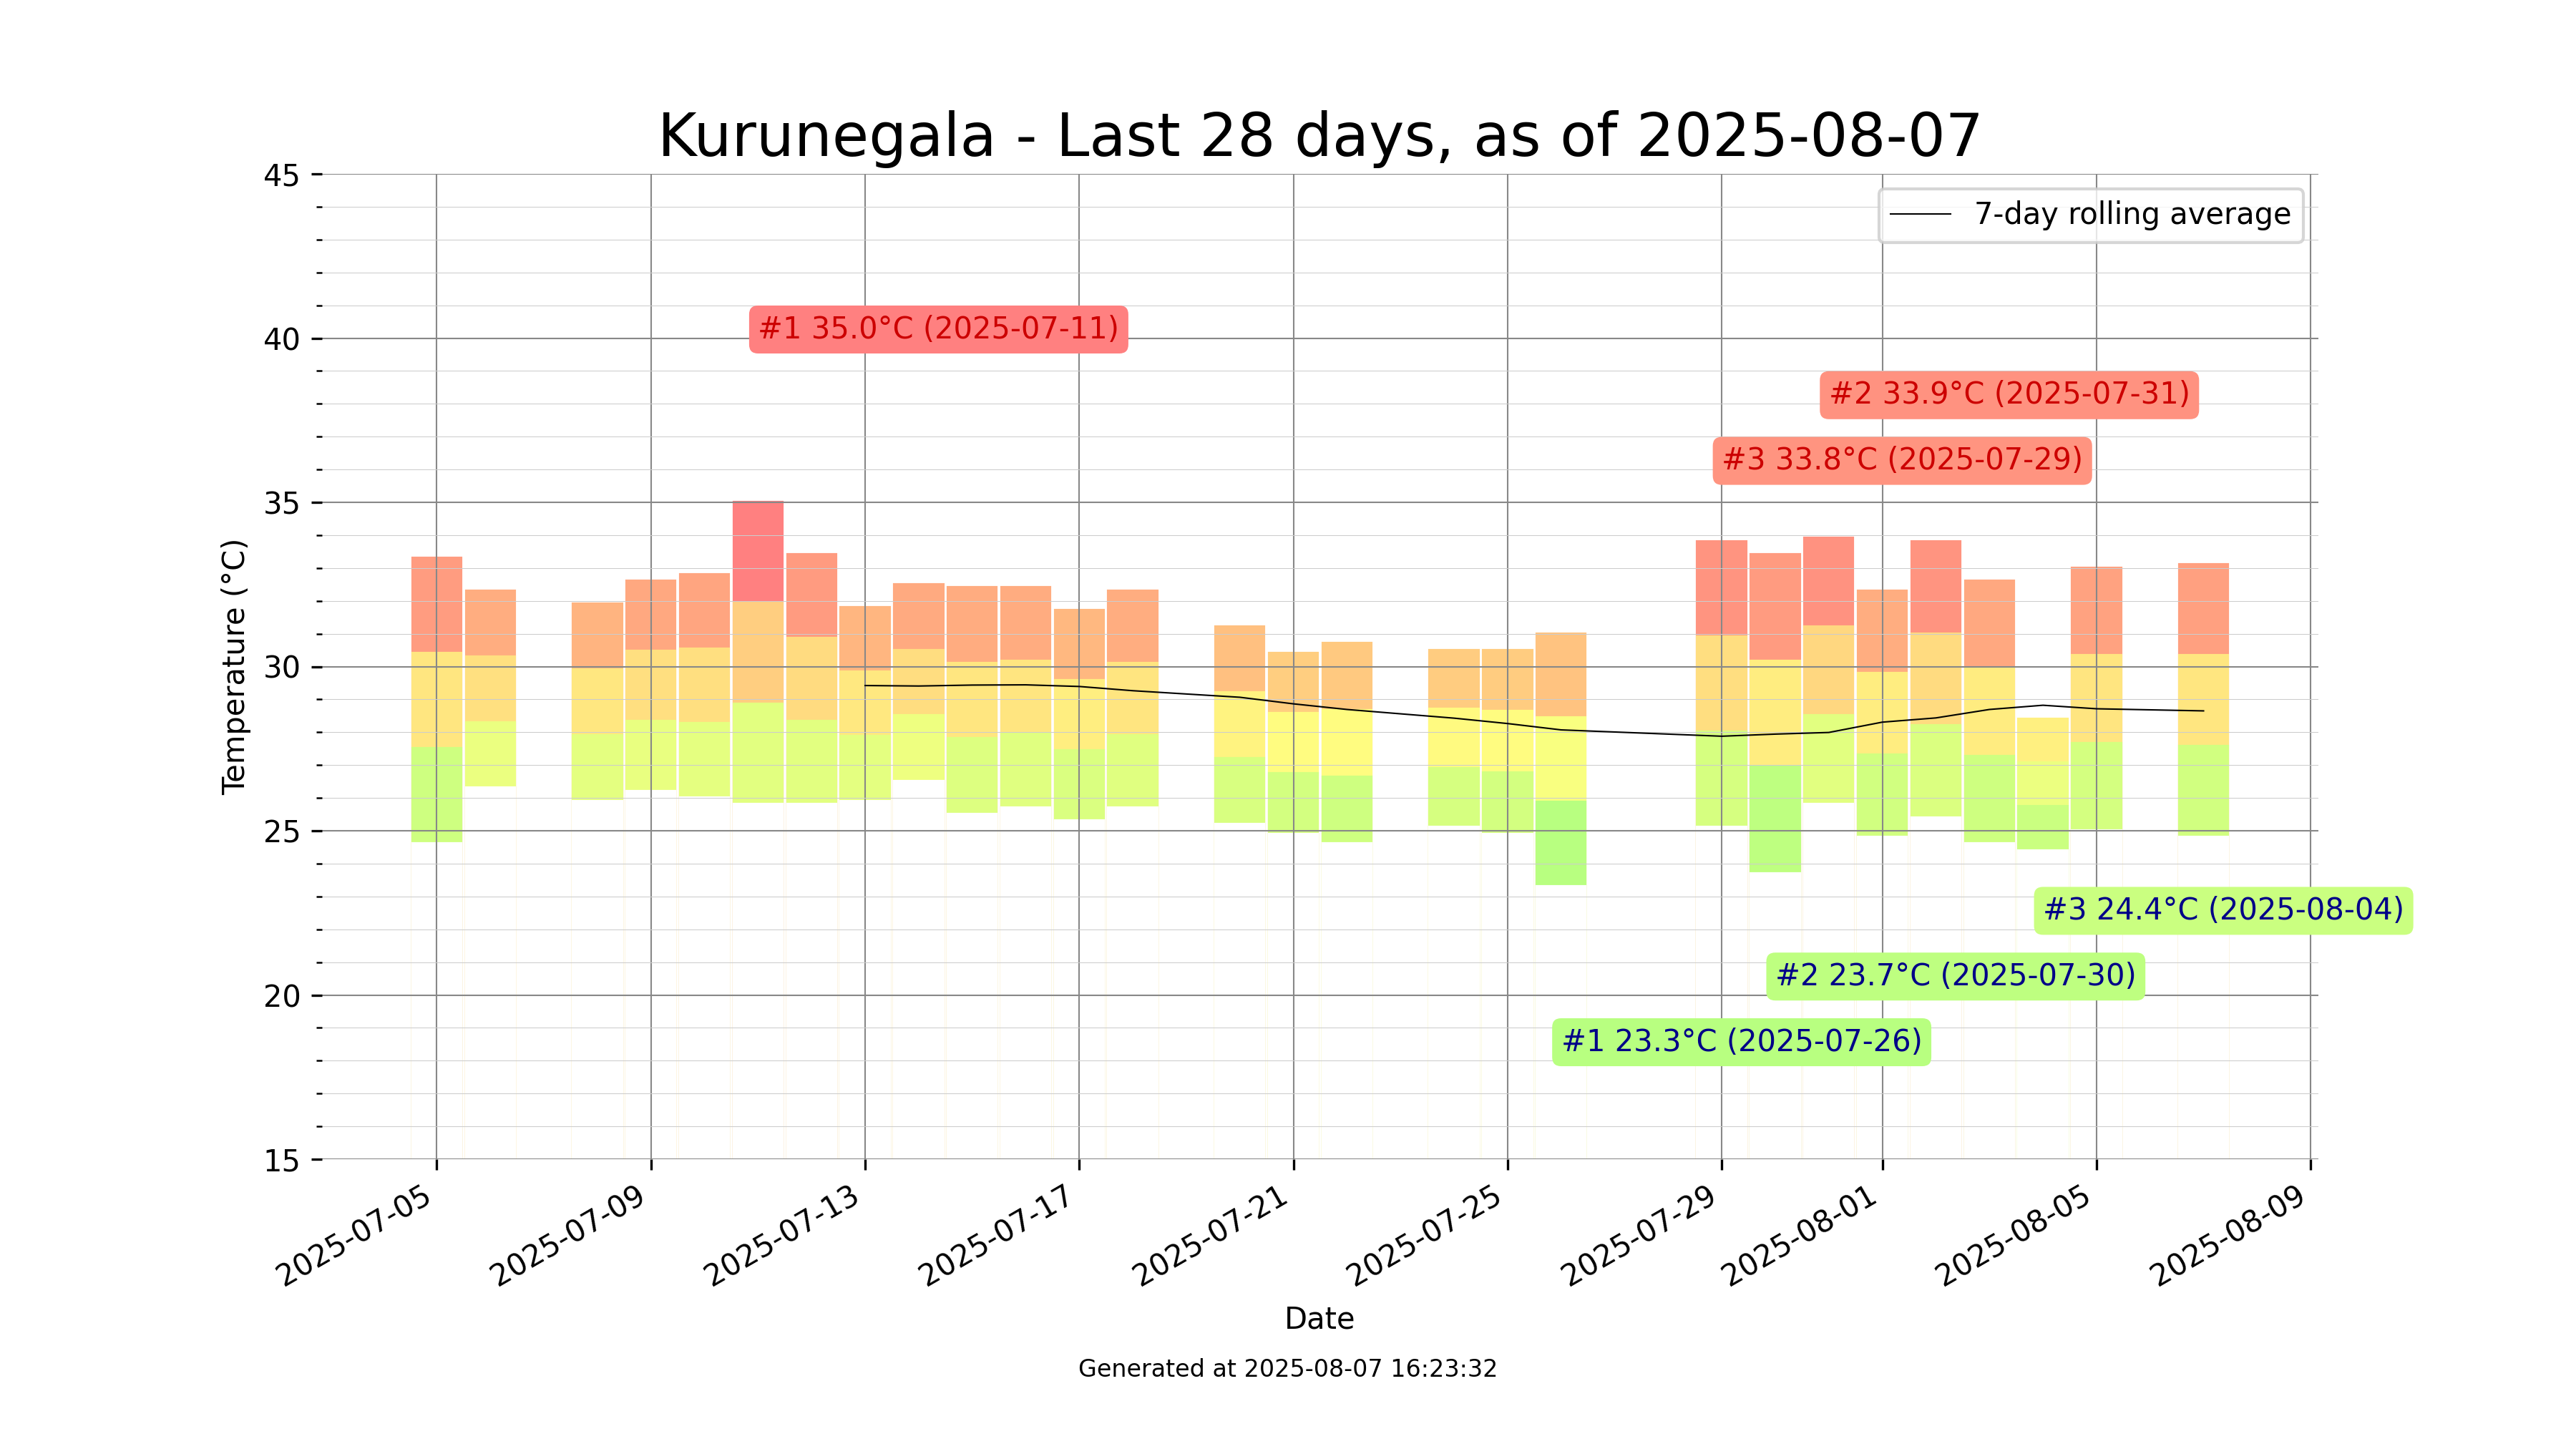 Kurunegala - Last 28 days, as of 2025-08-07
45
7-day rolling average
#1 35.0°C (2025-07-11)
40
#2 33.9°C (2025-07-31)
#3 33.8°C (2025-07-29)
35
Temperature (°C)
30
25
#3 24.4°C (2025-08-04)
#2 23.7°C (2025-07-30)
20
#1 23.3°C (2025-07-26)
15
2025-07-05
2025-07-09
2025-07-13
2025-07-17
2025-07-21
2025-07-25
2025-07-29
2025-08-01
2025-08-05
2025-08-09
Date
Generated at 2025-08-07 16:23:32